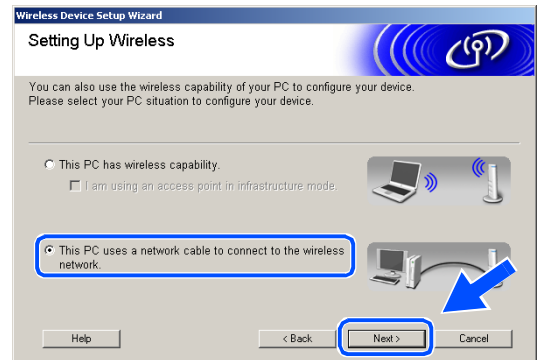 Wireless Device Setup Wizard
Setting Up Wireless
You can also use the wireless capability of your PC to configure your device.
Please select your PC situation to configure your device.
This PC has wireless capability.
I am using an access point in infrastructure mode.
This PC uses a network cable to connect to the wireless
network.
Help
< Back
Next >
Cancel